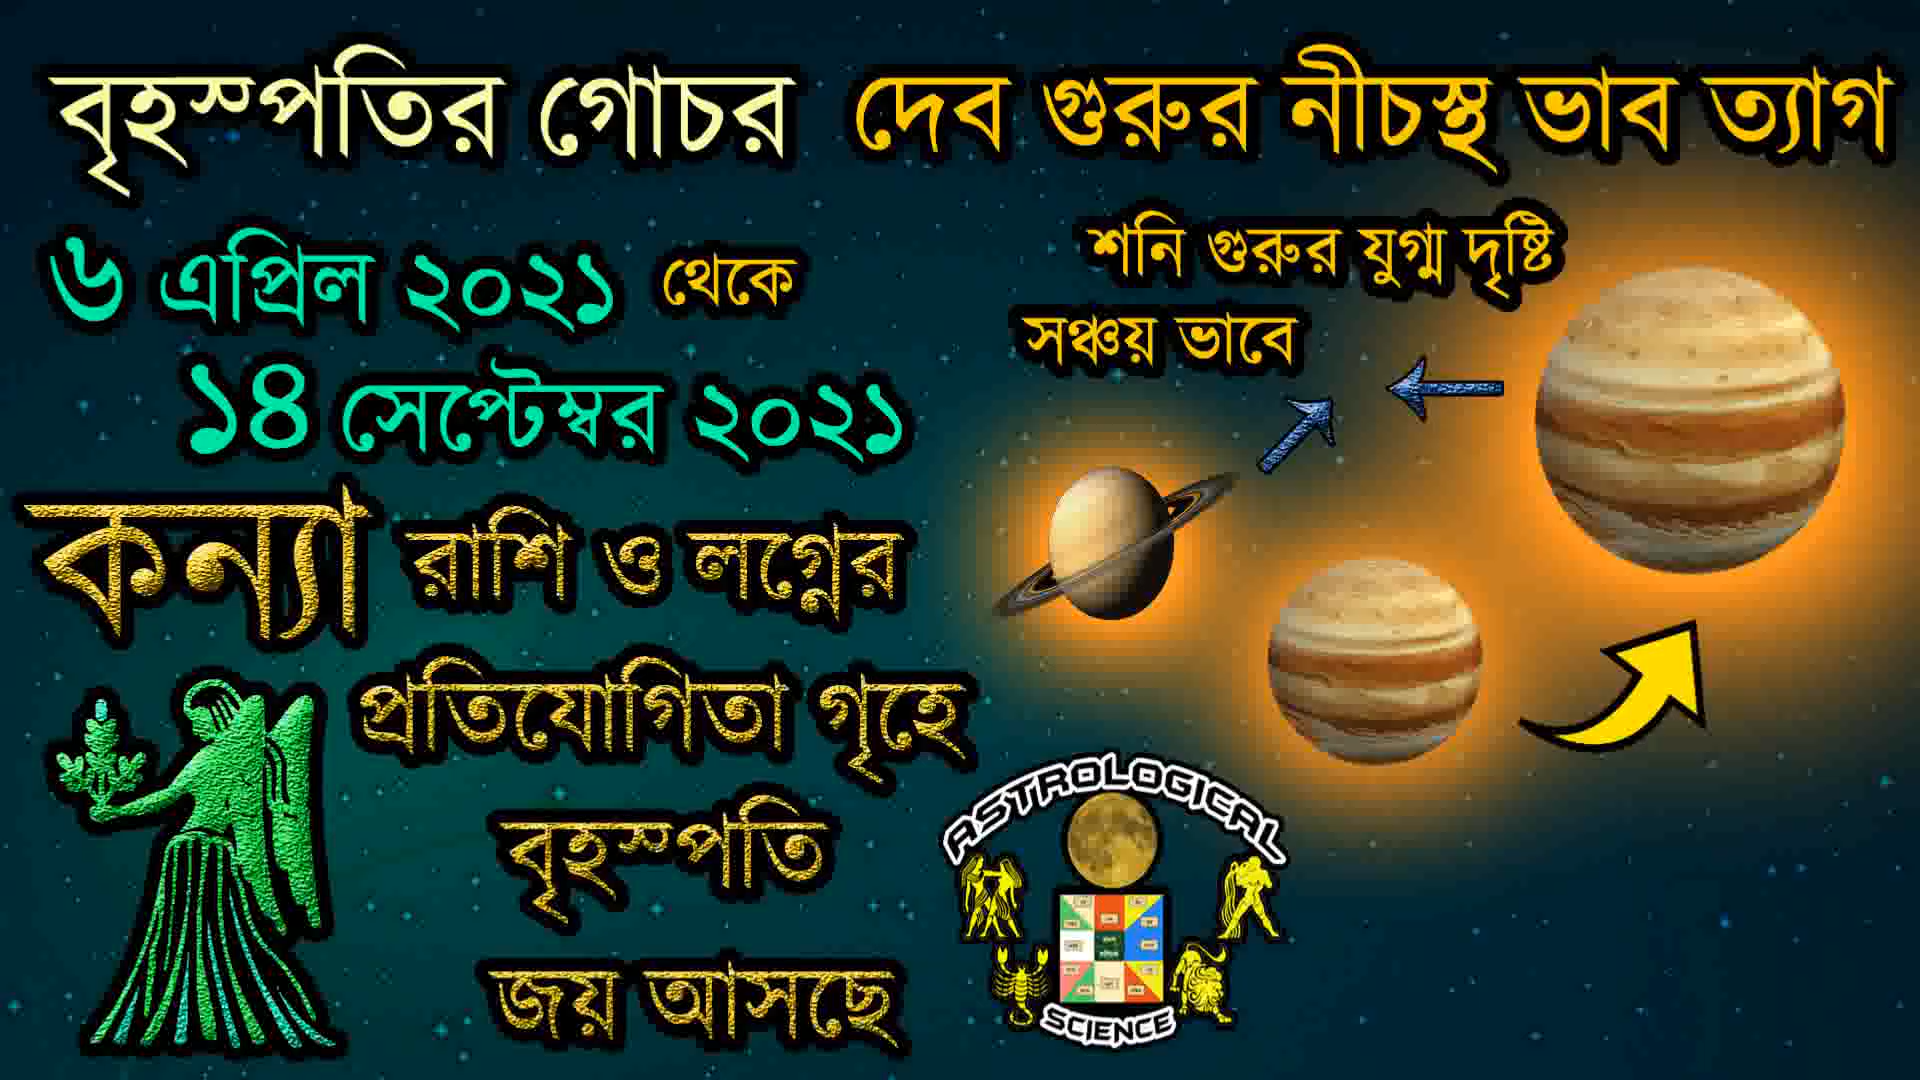 বৃহস্পতির গোচর দেব গুরুর নীচস্থ ভাব ত্যাগ
৬ এপ্রিল ২০২১ থেকে
১৪ সেপ্টেম্বর ২০২১
শনি গুরুর যুগ্ম দৃষ্টি
সঞ্চয় ভাবে
কন্যা রাশি ও লগ্নের
প্রতিযোগিতা গৃহে
বৃহস্পতি
জয় আসছে
ASTROLOGICAL
SCIENCE